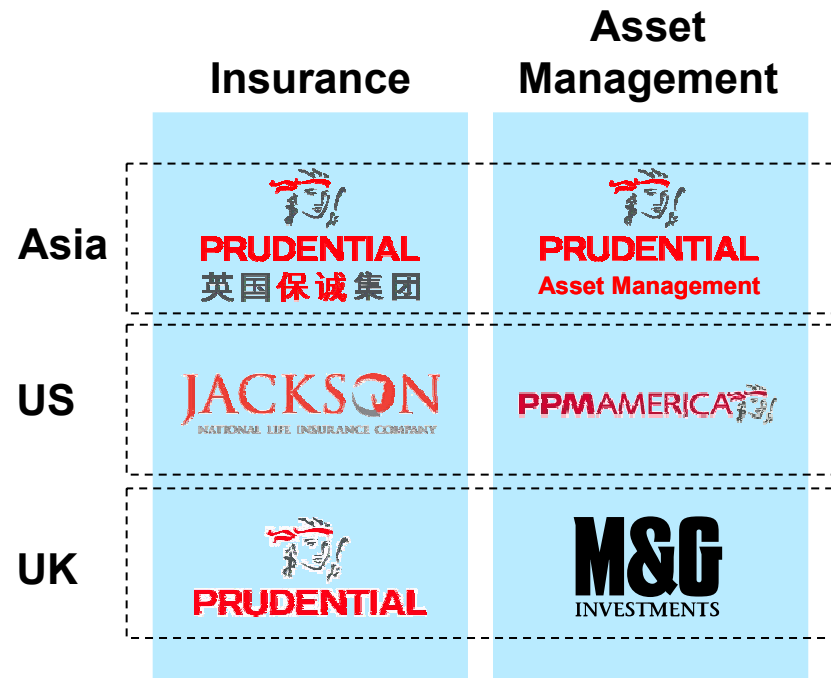 Asset
Insurance Management
Asia
PRUDENTIAL PRUDENTIAL
英国保诚集团 Asset Management
US
JACKSON PPMAMERICA
NATIONAL LIFE INSURANCE COMPANY
UK
M&G
INVESTMENTS
PRUDENTIAL